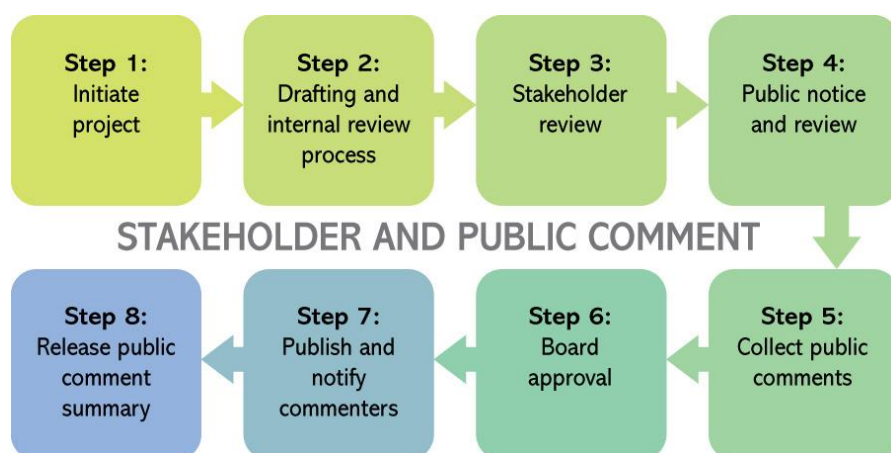 Step 1:
Initiate
project
Step 2:
Drafting and
internal review
process
Step 3:
Stakeholder
review
Step 4:
Public notice
and review
STAKEHOLDER AND PUBLIC COMMENT
Step 5:
Collect public
comments
Step 6:
Board
approval
Step 7:
Publish and
notify
commenters
Step 8:
Release public
comment
summary